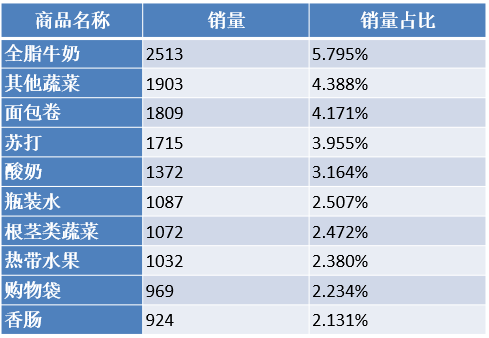 商品名称 销量 销量占比
全脂牛奶 2513 5.795%
其他蔬菜 1903 4.388%
面包卷 1809 4.171%
苏打 1715 3.955%
酸奶 1372 3.164%
瓶装水 1087 2.507%
根茎类蔬菜 1072 2.472%
热带水果 1032 2.380%
购物袋 969 2.234%
香肠 924 2.131%